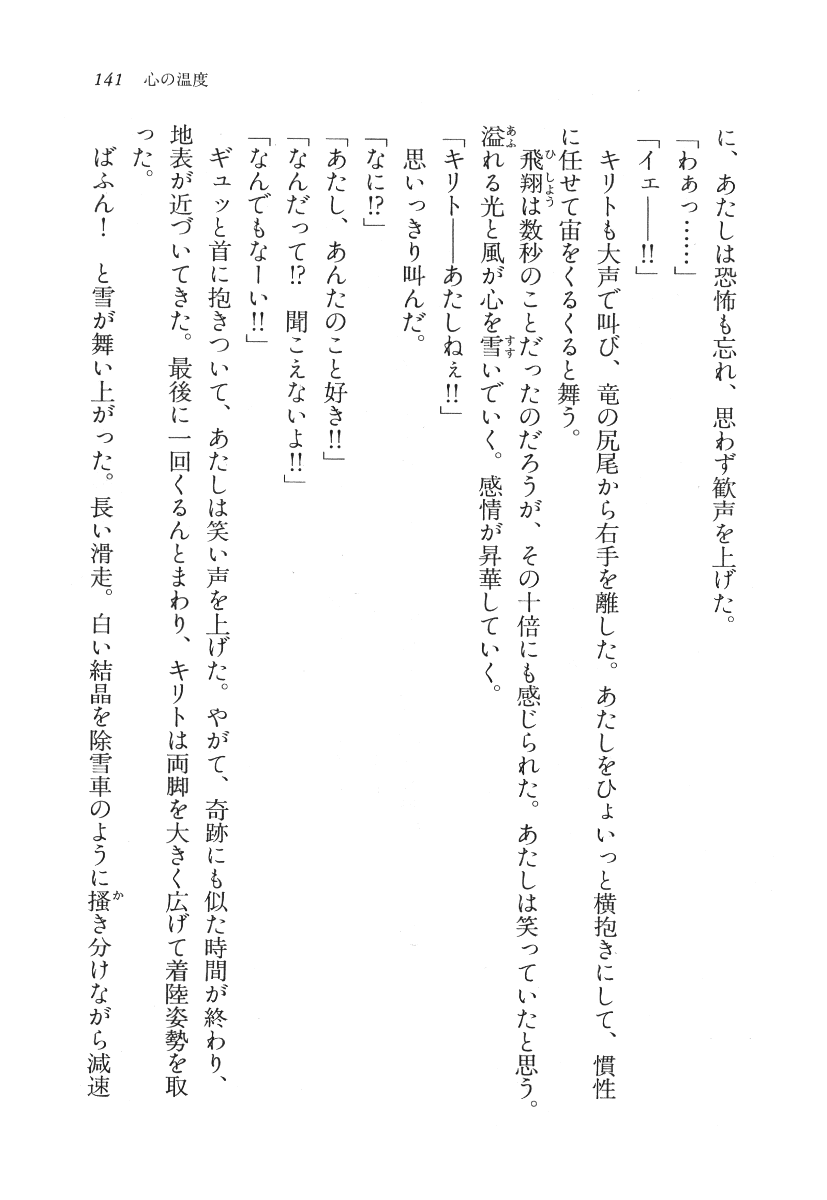 141 心の温度
に、あたしは恐怖も忘れ、思わず歓声を上げた。
「わぁっ……」
「イェ――!!」
　キリトも大声で叫び、竜の尻尾から右手を離した。あたしをひょいっと横抱きにして、慣性
に任せて宙をくるくると舞う。
　飛翔は数秒のことだったのだろうが、その十倍にも感じられた。あたしは笑っていたと思う。
溢れる光と風が心を雪いでいく。感情が昇華していく。
「キリト――あたしねぇ!!」
　思いっきり叫んだ。
「なに!?」
「あたし、あんたのこと好き!!」
「なんだって!?　聞こえないよ!!」
「なんでもなーい!!」
　ギュッと首に抱きついて、あたしは笑い声を上げた。やがて、奇跡にも似た時間が終わり、
地表が近づいてきた。最後に一回くるんとまわり、キリトは両脚を大きく広げて着陸姿勢を取
った。
　ばふん！　と雪が舞い上がった。長い滑走。白い結晶を除雪車のように掻き分けながら減速